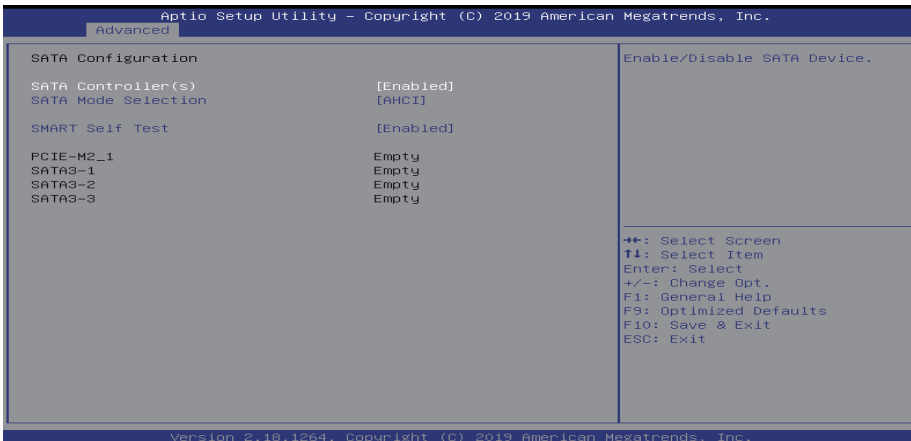 Aptio Setup Utility – Copyright (C) 2019 American Megatrends, Inc.
Advanced
SATA Configuration
SATA Controller(s) [Enabled]
SATA Mode Selection [AHCI]
SMART Self Test [Enabled]
PCIE-M2_1 Empty
SATA3-1 Empty
SATA3-2 Empty
SATA3-3 Empty
Enable/Disable SATA Device.
→←: Select Screen
↑↓: Select Item
Enter: Select
+/-: Change Opt.
F1: General Help
F9: Optimized Defaults
F10: Save & Exit
ESC: Exit
Version 2.18.1264. Copyright (C) 2019 American Megatrends, Inc.